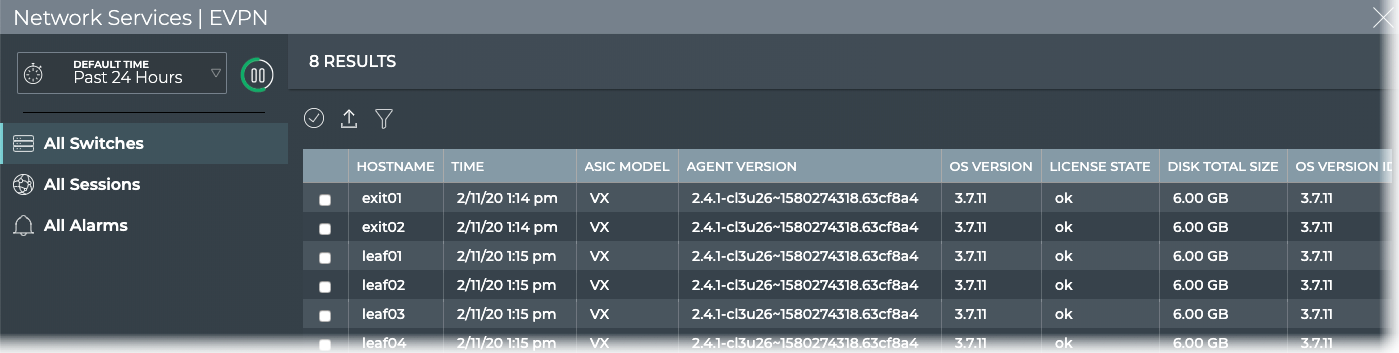 Network Services | EVPN
DEFAULT TIME
Past 24 Hours
8 RESULTS
All Switches
All Sessions
All Alarms
HOSTNAME TIME ASIC MODEL AGENT VERSION OS VERSION LICENSE STATE DISK TOTAL SIZE OS VERSION ID
exit01 2/11/20 1:14 pm VX 2.4.1-cl3u26~1580274318.63cf8a4 3.7.11 ok 6.00 GB 3.7.11
exit02 2/11/20 1:14 pm VX 2.4.1-cl3u26~1580274318.63cf8a4 3.7.11 ok 6.00 GB 3.7.11
leaf01 2/11/20 1:15 pm VX 2.4.1-cl3u26~1580274318.63cf8a4 3.7.11 ok 6.00 GB 3.7.11
leaf02 2/11/20 1:15 pm VX 2.4.1-cl3u26~1580274318.63cf8a4 3.7.11 ok 6.00 GB 3.7.11
leaf03 2/11/20 1:15 pm VX 2.4.1-cl3u26~1580274318.63cf8a4 3.7.11 ok 6.00 GB 3.7.11
leaf04 2/11/20 1:15 pm VX 2.4.1-cl3u26~1580274318.63cf8a4 3.7.11 ok 6.00 GB 3.7.11